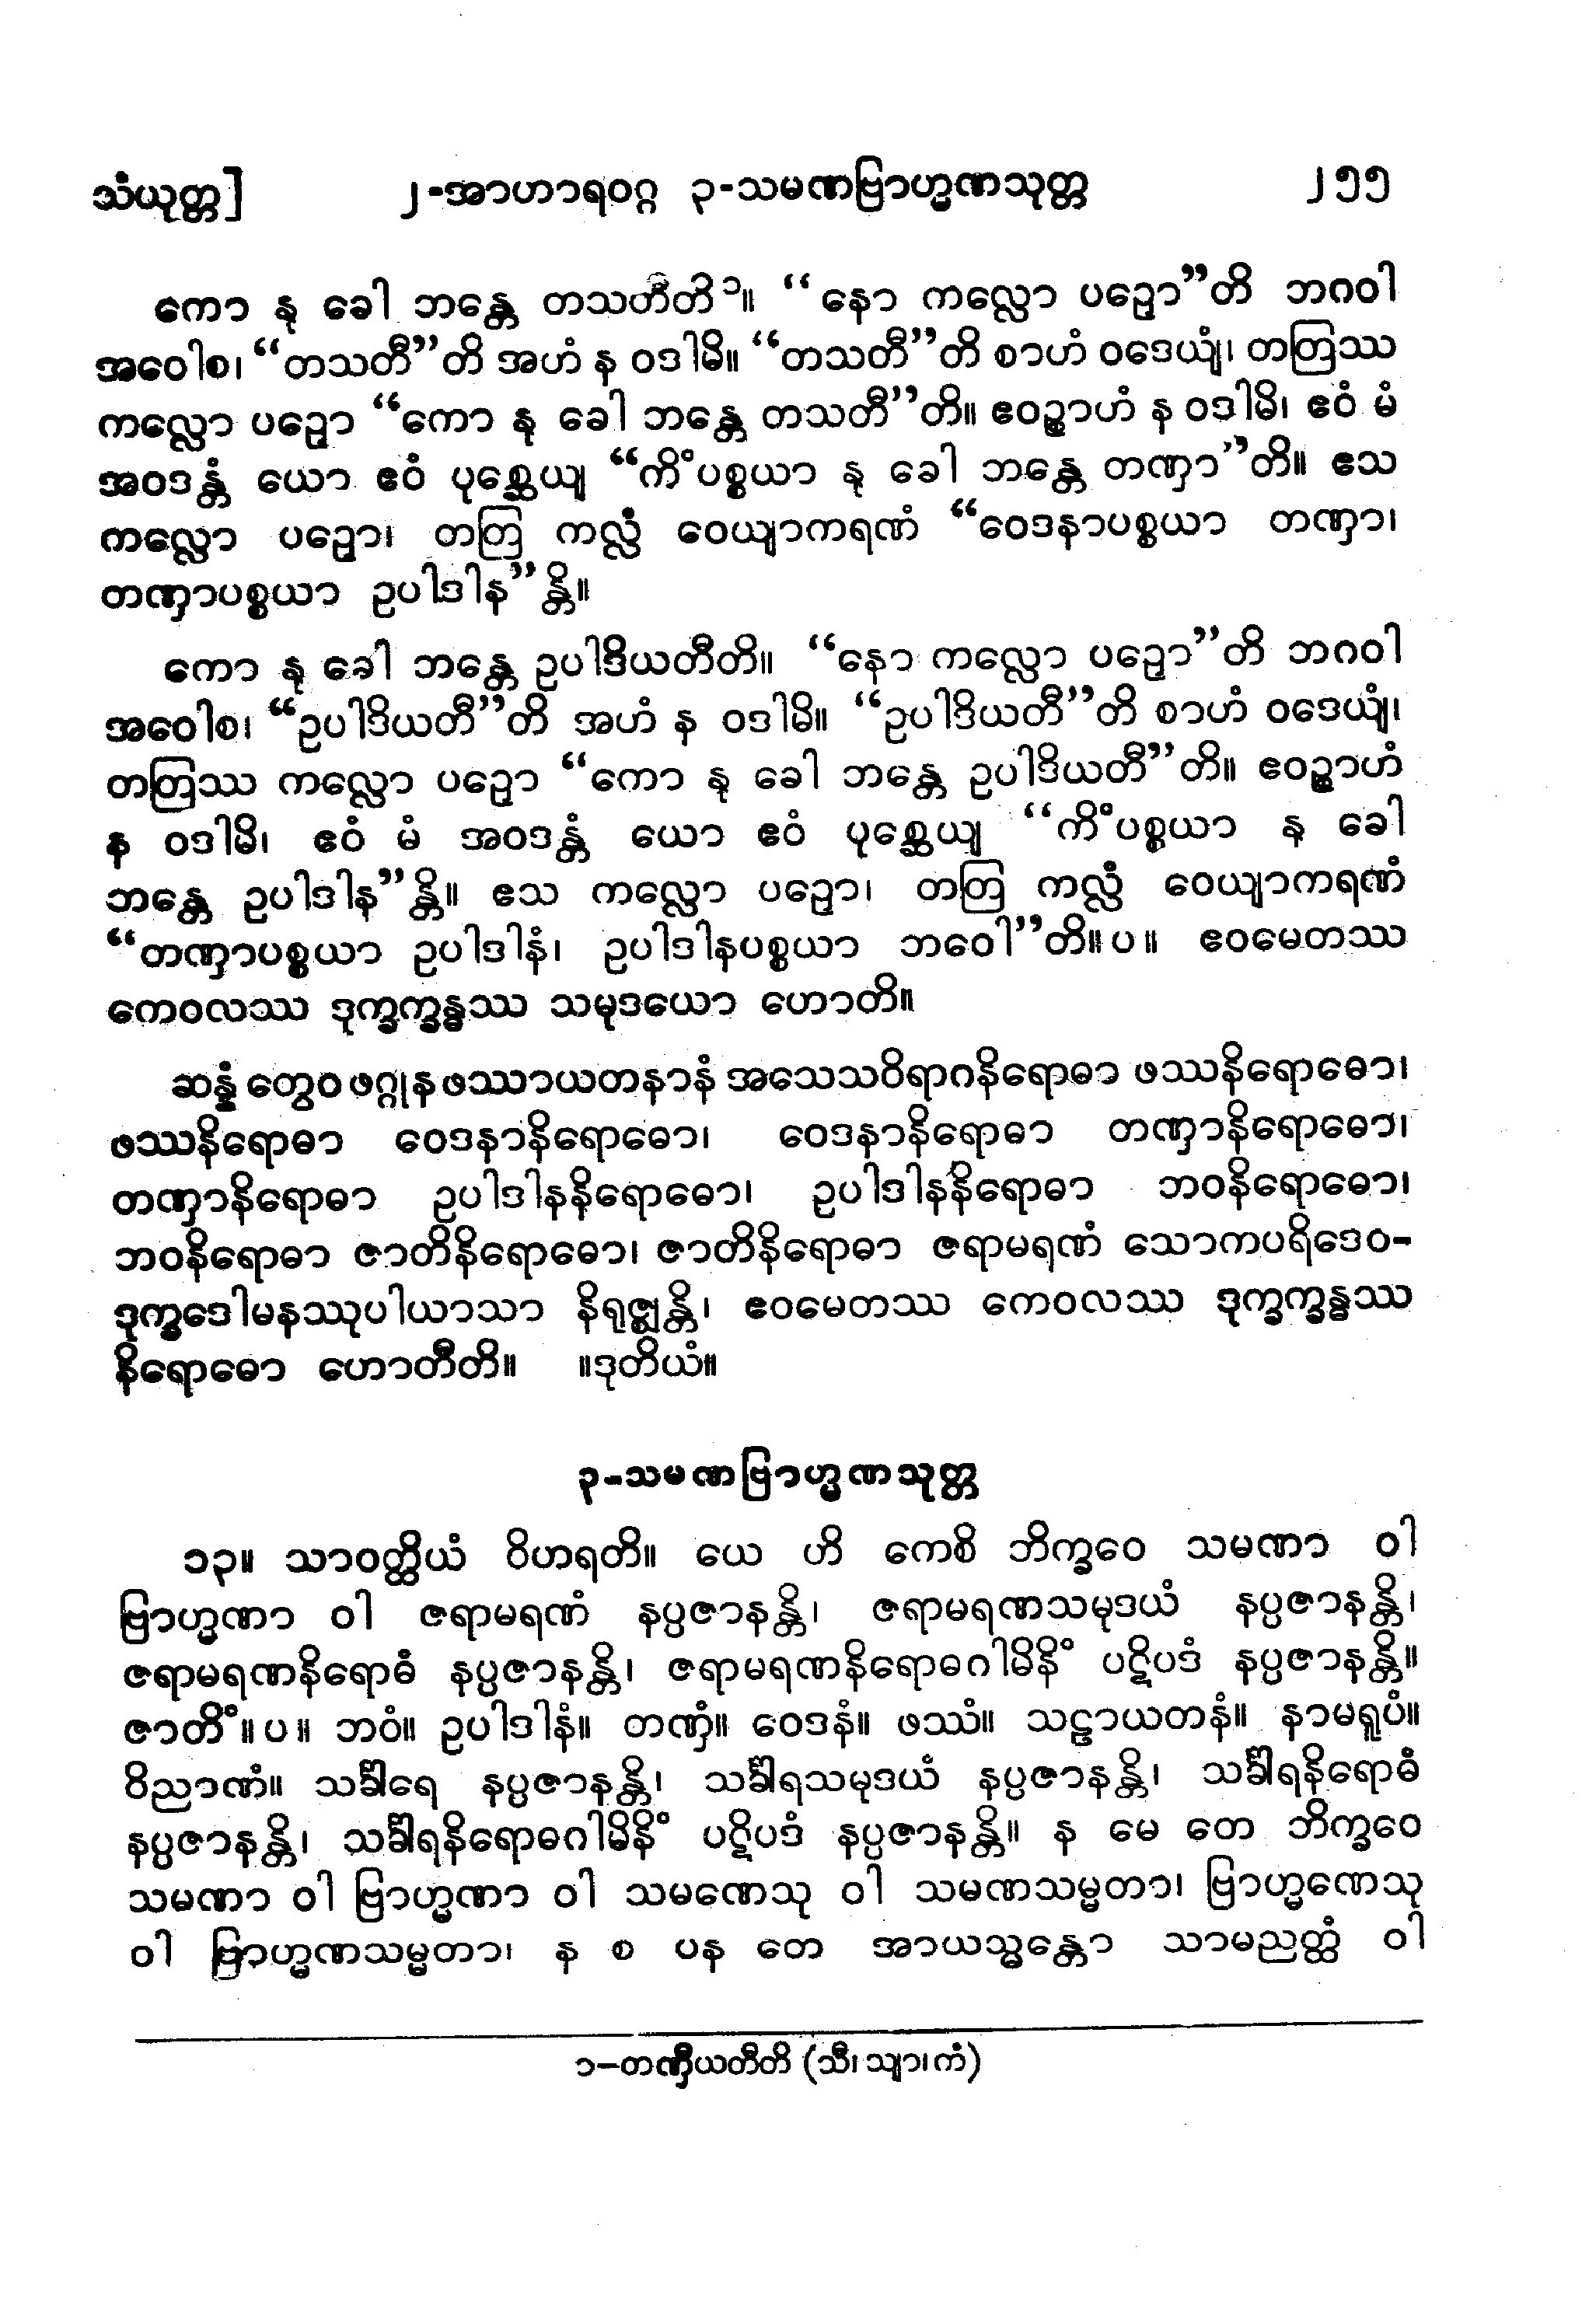 သံယုတ္တ] ၂-အာဟာရဝဂ္ဂ ၃-သမဏဗြာဟ္မဏသုတ္တ ၂၅၅
ကော နု ခေါ ဘန္တေ တသတီတိ၁။ “နော ကလ္လော ပဉှော”တိ ဘဂဝါ
အဝေါစ၊ “တသတီ”တိ အဟံ န ဝဒါမိ။ “တသတီ”တိ စာဟံ ဝဒေယျံ၊ တတြဿ
ကလ္လော ပဉှော “ကော နု ခေါ ဘန္တေ တသတီ”တိ။ ဧဝဉ္စာဟံ န ဝဒါမိ၊ ဧဝံ မံ
အဝဒန္တံ ယော ဧဝံ ပုစ္ဆေယျ “ကိံပစ္စယာ နု ခေါ ဘန္တေ တဏှာ”တိ။ ဧသ
ကလ္လော ပဉှော၊ တတြ ကလ္လံ ဝေယျာကရဏံ “ဝေဒနာပစ္စယာ တဏှာ၊
တဏှာပစ္စယာ ဥပါဒါန”န္တိ။
ကော နု ခေါ ဘန္တေ ဥပါဒိယတီတိ။ “နော ကလ္လော ပဉှော”တိ ဘဂဝါ
အဝေါစ၊ “ဥပါဒိယတီ”တိ အဟံ န ဝဒါမိ။ “ဥပါဒိယတီ”တိ စာဟံ ဝဒေယျံ၊
တတြဿ ကလ္လော ပဉှော “ကော နု ခေါ ဘန္တေ ဥပါဒိယတီ”တိ။ ဧဝဉ္စာဟံ
န ဝဒါမိ၊ ဧဝံ မံ အဝဒန္တံ ယော ဧဝံ ပုစ္ဆေယျ “ကိံပစ္စယာ နု ခေါ
ဘန္တေ ဥပါဒါန”န္တိ။ ဧသ ကလ္လော ပဉှော၊ တတြ ကလ္လံ ဝေယျာကရဏံ
“တဏှာပစ္စယာ ဥပါဒါနံ၊ ဥပါဒါနပစ္စယာ ဘဝေါ”တိ။ပ။ ဧဝမေတဿ
ကေဝလဿ ဒုက္ခက္ခန္ဓဿ သမုဒယော ဟောတိ။
ဆန္နံ တွေဝ ဖဂ္ဂုန ဖဿာယတနာနံ အသေသဝိရာဂနိရောဓာ ဖဿနိရောဓော၊
ဖဿနိရောဓာ ဝေဒနာနိရောဓော၊ ဝေဒနာနိရောဓာ တဏှာနိရောဓော၊
တဏှာနိရောဓာ ဥပါဒါနနိရောဓော၊ ဥပါဒါနနိရောဓာ ဘဝနိရောဓော၊
ဘဝနိရောဓာ ဇာတိနိရောဓော၊ ဇာတိနိရောဓာ ဇရာမရဏံ သောကပရိဒေဝ-
ဒုက္ခဒေါမနဿုပါယာသာ နိရုဇ္ဈန္တိ၊ ဧဝမေတဿ ကေဝလဿ ဒုက္ခက္ခန္ဓဿ
နိရောဓော ဟောတီတိ။ ။ဒုတိယံ။
၃-သမဏဗြာဟ္မဏသုတ္တ
၁၃။ သာဝတ္ထိယံ ဝိဟရတိ။ ယေ ဟိ ကေစိ ဘိက္ခဝေ သမဏာ ဝါ
ဗြာဟ္မဏာ ဝါ ဇရာမရဏံ နပ္ပဇာနန္တိ၊ ဇရာမရဏသမုဒယံ နပ္ပဇာနန္တိ၊
ဇရာမရဏနိရောဓံ နပ္ပဇာနန္တိ၊ ဇရာမရဏနိရောဓဂါမိနိံ ပဋိပဒံ နပ္ပဇာနန္တိ။
ဇာတိံ။ပ။ ဘဝံ။ ဥပါဒါနံ။ တဏှံ။ ဝေဒနံ။ ဖဿံ။ သဠာယတနံ။ နာမရူပံ။
ဝိညာဏံ။ သင်္ခါရေ နပ္ပဇာနန္တိ၊ သင်္ခါရသမုဒယံ နပ္ပဇာနန္တိ၊ သင်္ခါရနိရောဓံ
နပ္ပဇာနန္တိ၊ သင်္ခါရနိရောဓဂါမိနိံ ပဋိပဒံ နပ္ပဇာနန္တိ။ န မေ တေ ဘိက္ခဝေ
သမဏာ ဝါ ဗြာဟ္မဏာ ဝါ သမဏေသု ဝါ သမဏသမ္မတာ၊ ဗြာဟ္မဏေသု
ဝါ ဗြာဟ္မဏသမ္မတာ၊ န စ ပန တေ အာယသ္မန္တော သာမညတ္ထံ ဝါ
၁-တဏှီယတီတိ (သီ၊ သျာ၊ ကံ)